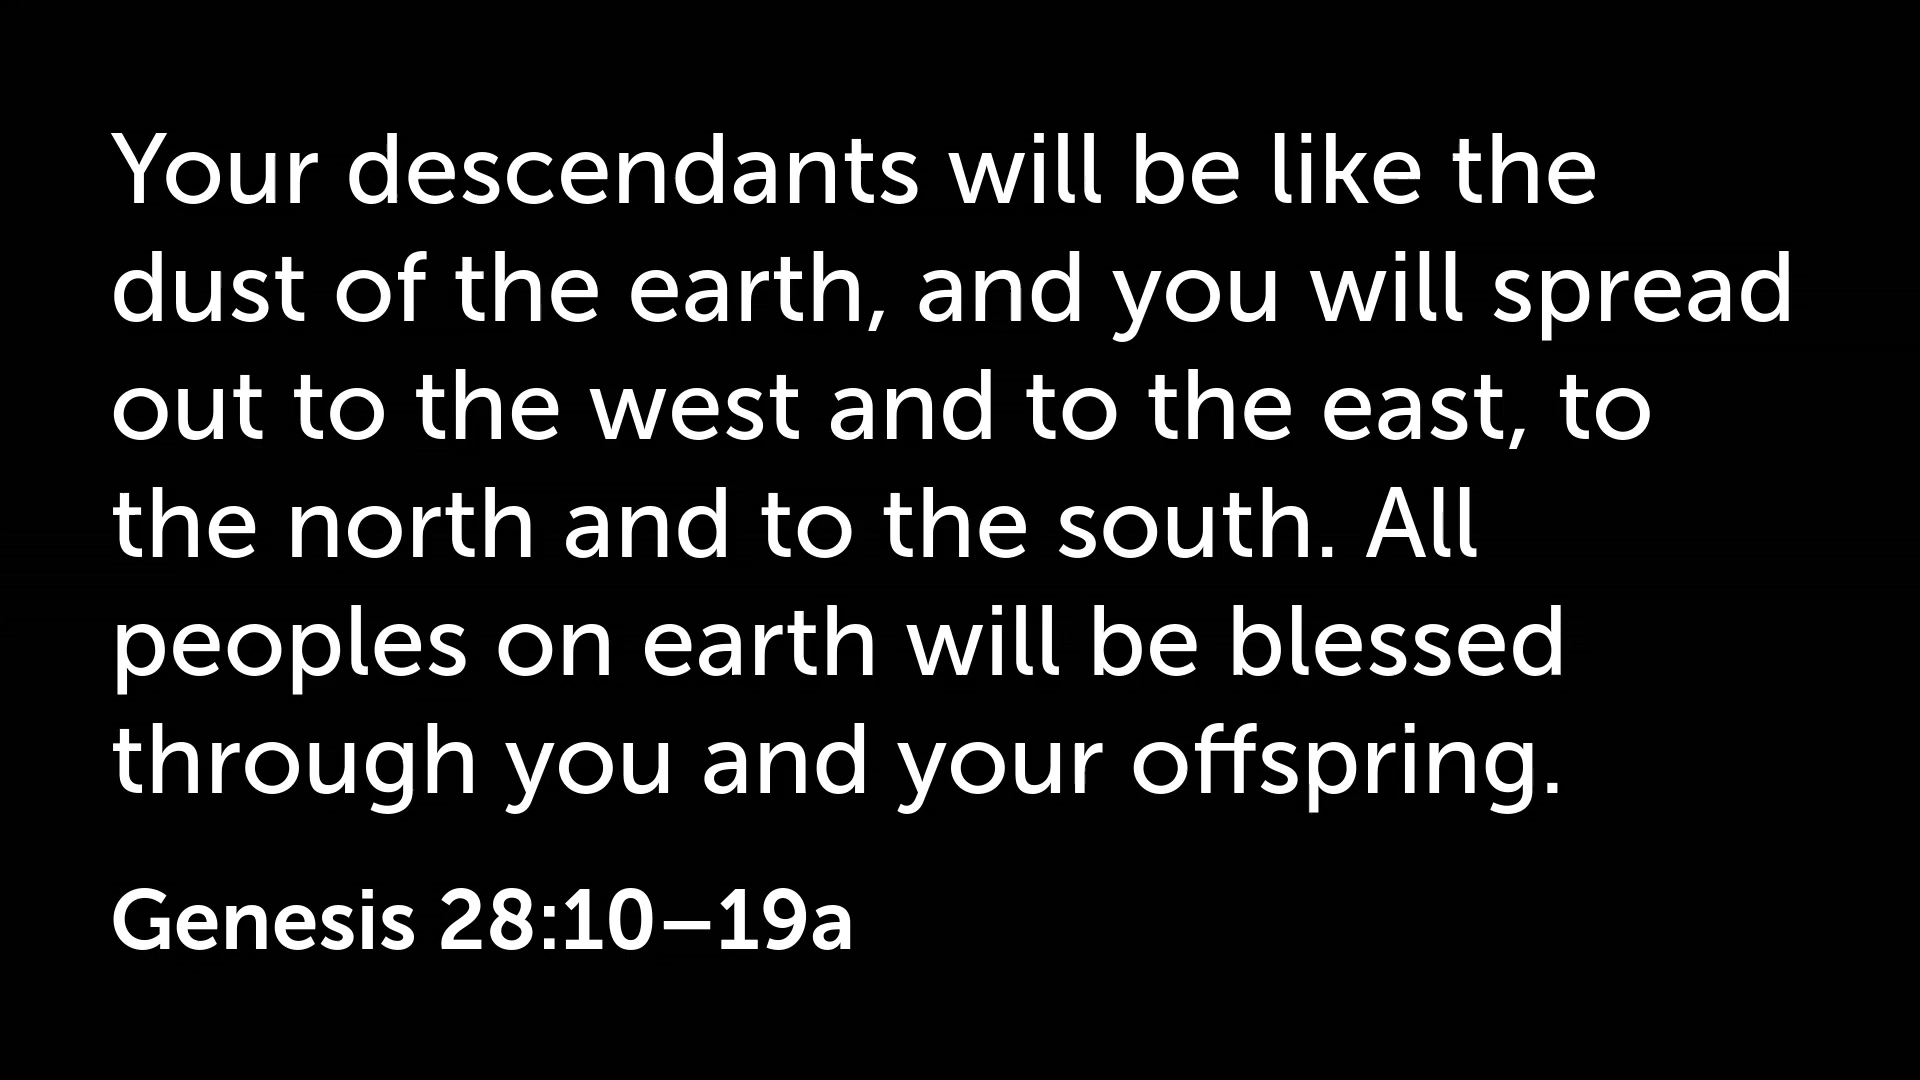 Your descendants will be like the
dust of the earth, and you will spread
out to the west and to the east, to
the north and to the south. All
peoples on earth will be blessed
through you and your offspring.
Genesis 28:10–19a